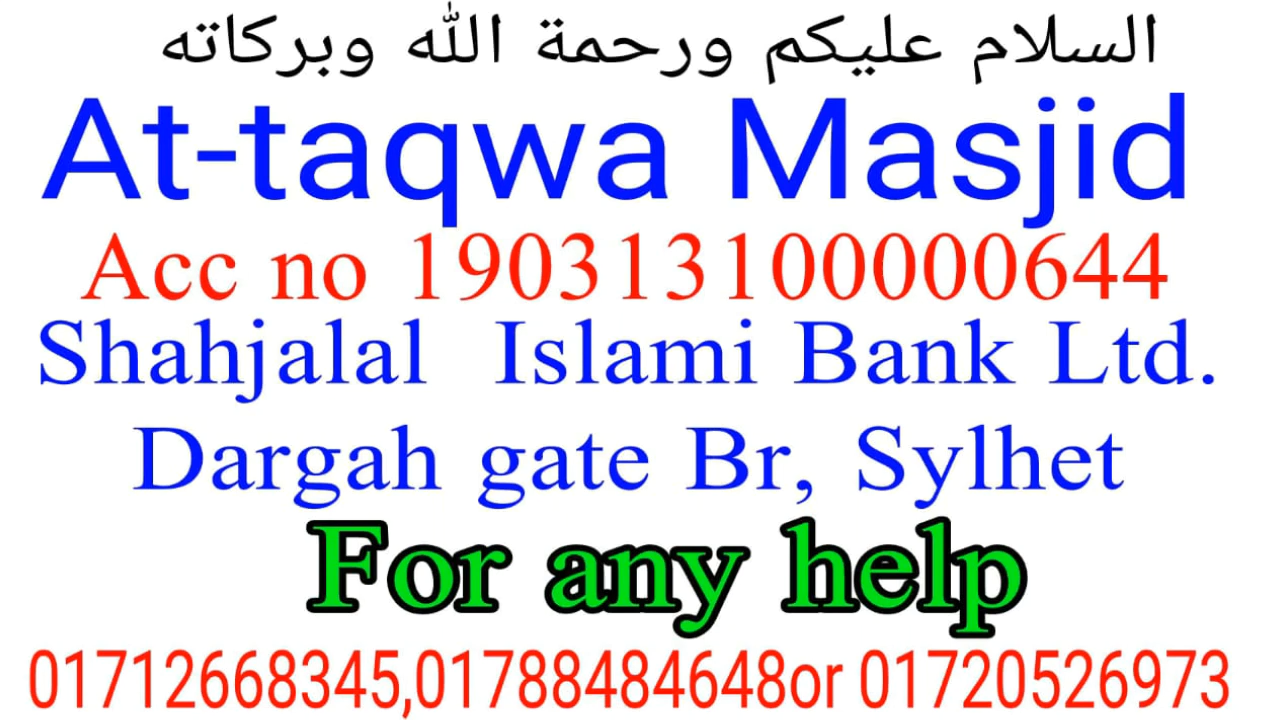 السلام عليكم ورحمة الله وبركاته
At-taqwa Masjid
Acc no 190313100000644
Shahjalal Islami Bank Ltd.
Dargah gate Br, Sylhet
For any help
01712668345,01788484648or 01720526973